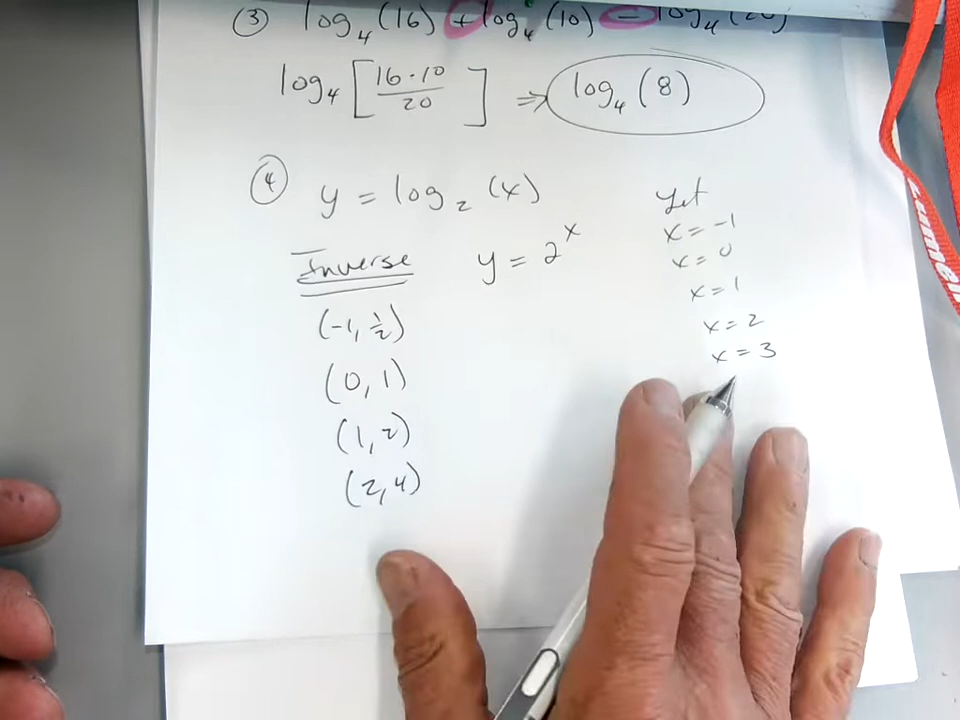 ③ log₄(16) + log₄(10) − log₄(20)
log₄ [16·10 / 20] ⇒ log₄(8)
④ y = log₂(x)
Inverse y = 2ˣ
(-1, ½)
(0, 1)
(1, 2)
(2, 4)
Let
x = -1
x = 0
x = 1
x = 2
x = 3